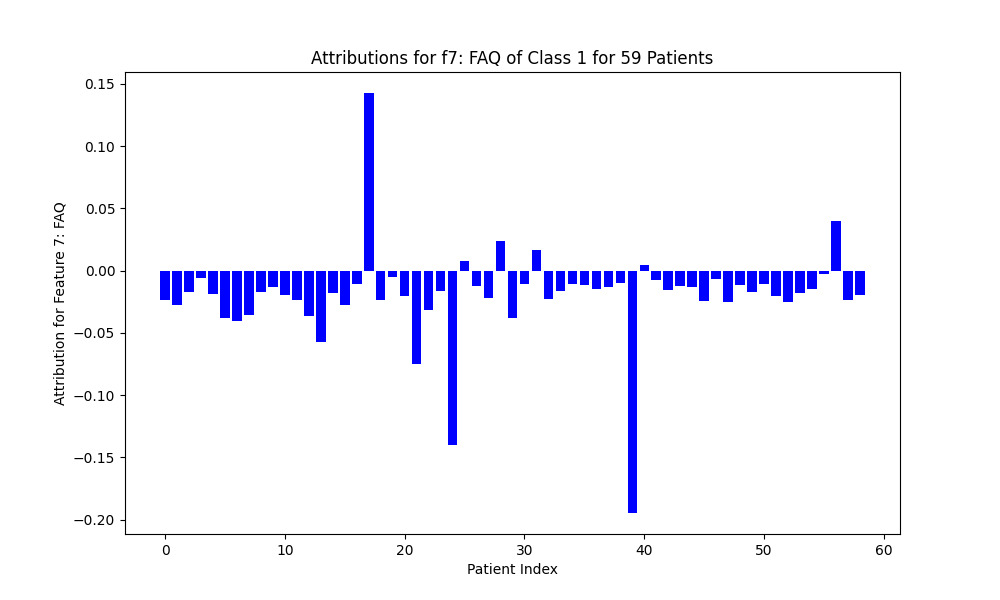 Attributions for f7: FAQ of Class 1 for 59 Patients
Attribution for Feature 7: FAQ
0.15
0.10
0.05
0.00
−0.05
−0.10
−0.15
−0.20
0 10 20 30 40 50 60
Patient Index